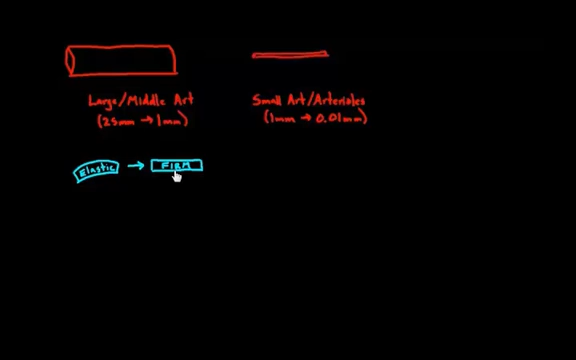 Large/Middle Art
(25mm → 1mm)
Small Art/Arterioles
(1mm → 0.01mm)
Elastic → FIRM